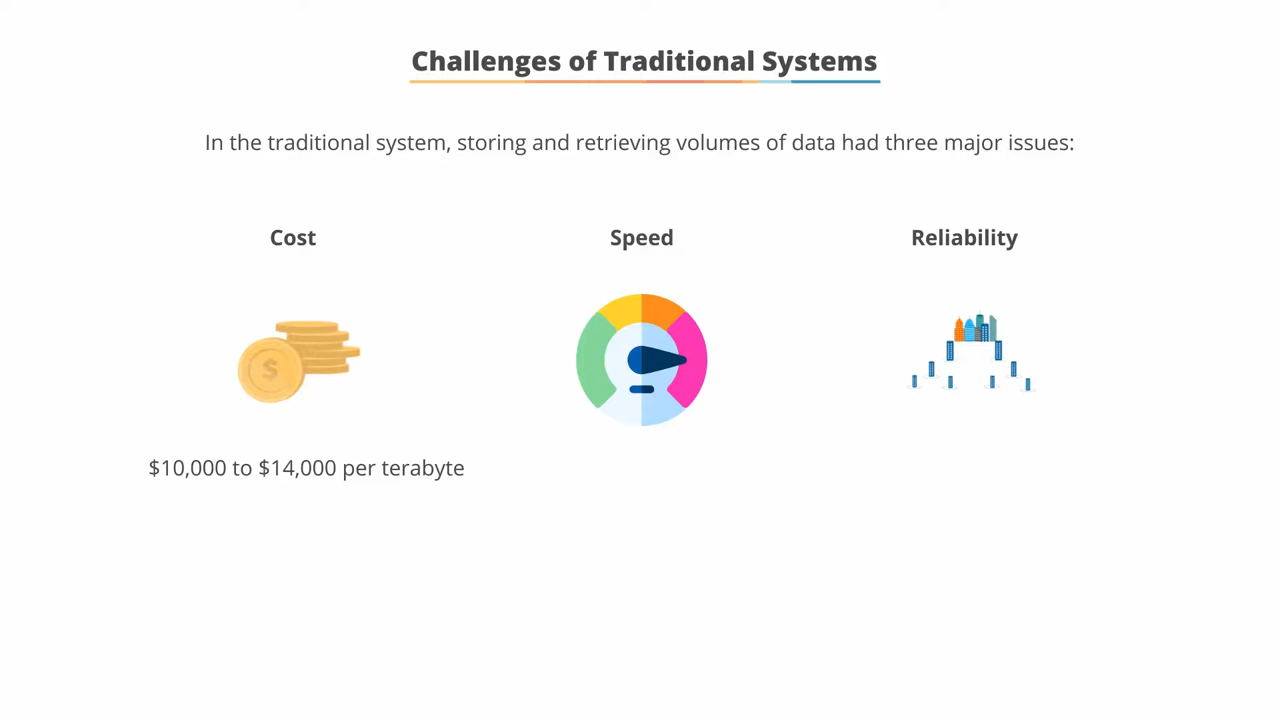 Challenges of Traditional Systems
In the traditional system, storing and retrieving volumes of data had three major issues:
Cost
Speed
Reliability
$
$10,000 to $14,000 per terabyte